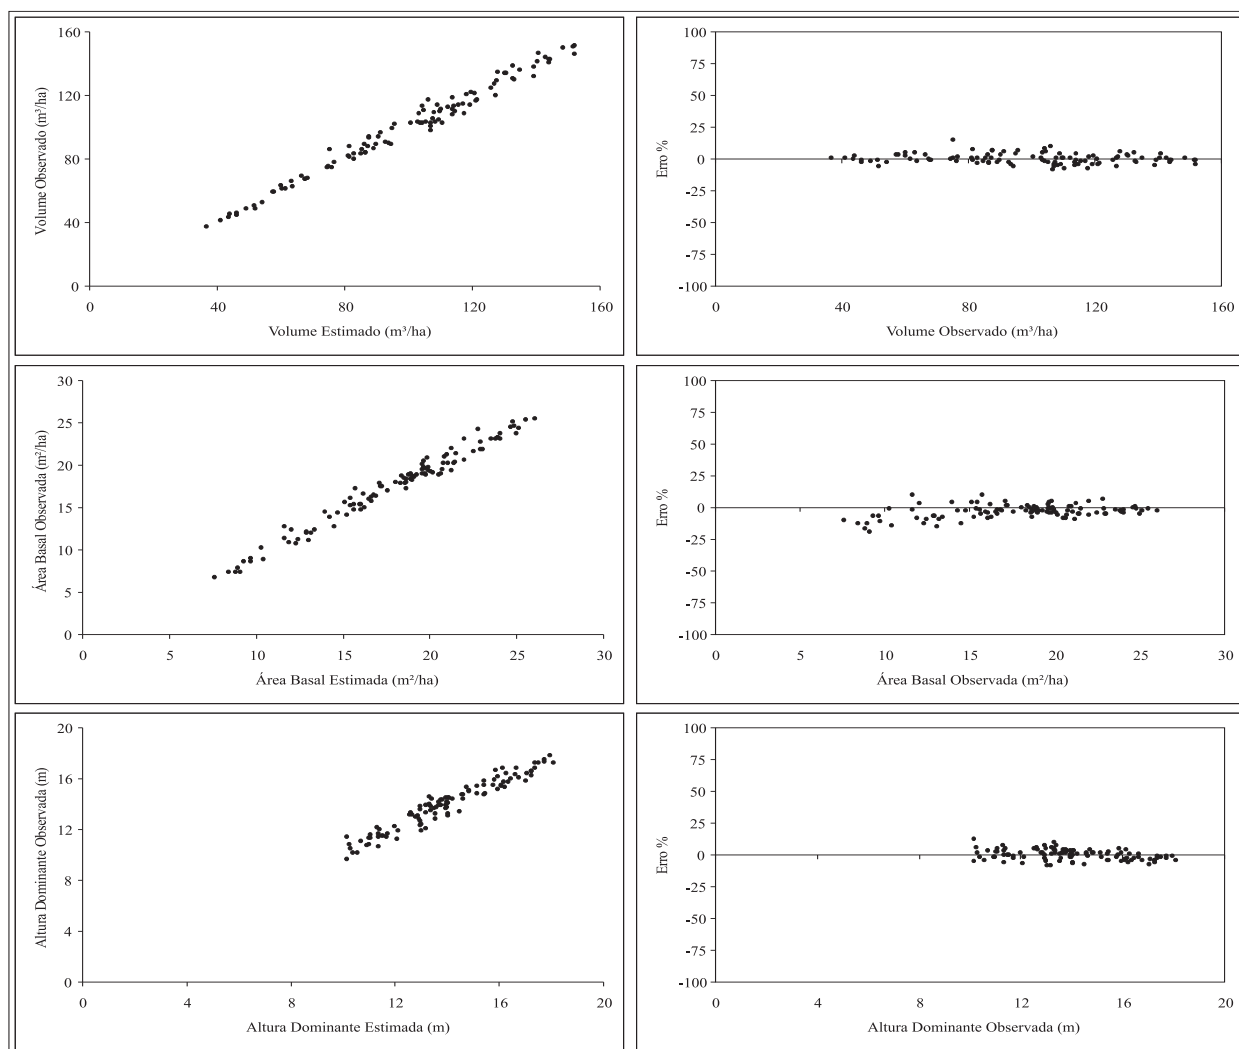 160
120
80
40
0
Volume Observado (m³/ha)
0 40 80 120 160
Volume Estimado (m³/ha)
100
75
50
25
0
-25
-50
-75
-100
Erro %
0 40 80 120 160
Volume Observado (m³/ha)
30
25
20
15
10
5
0
Área Basal Observada (m²/ha)
0 5 10 15 20 25 30
Área Basal Estimada (m²/ha)
100
75
50
25
0
-25
-50
-75
-100
Erro %
0 5 10 15 20 25 30
Área Basal Observada (m²/ha)
20
16
12
8
4
0
Altura Dominante Observada (m)
0 4 8 12 16 20
Altura Dominante Estimada (m)
100
75
50
25
0
-25
-50
-75
-100
Erro %
0 4 8 12 16 20
Altura Dominante Observada (m)